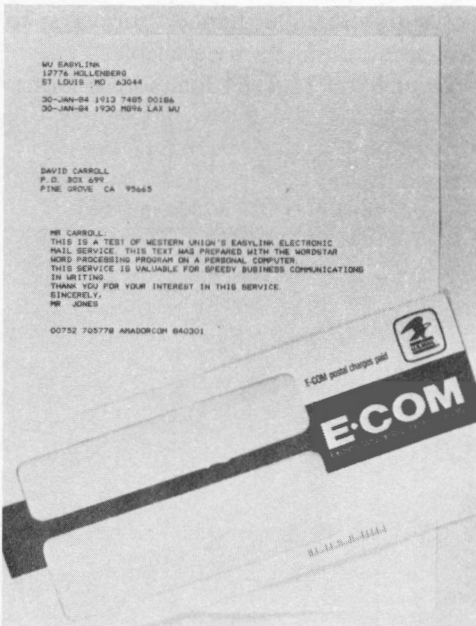 WU EASYLINK
12776 HOLLENBERG
ST LOUIS MO 63044
30-JAN-84 1913 7485 00186
30-JAN-84 1930 M896 LAX WU
DAVID CARROLL
P.O. BOX 699
PINE GROVE CA 95665
MR CARROLL:
THIS IS A TEST OF WESTERN UNION'S EASYLINK ELECTRONIC
MAIL SERVICE. THIS TEXT WAS PREPARED WITH THE WORDSTAR
WORD PROCESSING PROGRAM ON A PERSONAL COMPUTER.
THIS SERVICE IS VALUABLE FOR SPEEDY BUSINESS COMMUNICATIONS
IN WRITING.
THANK YOU FOR YOUR INTEREST IN THIS SERVICE.
SINCERELY,
MR JONES
00752 705778 AMADORCOM 840301
E-COM postal charges paid
E·COM